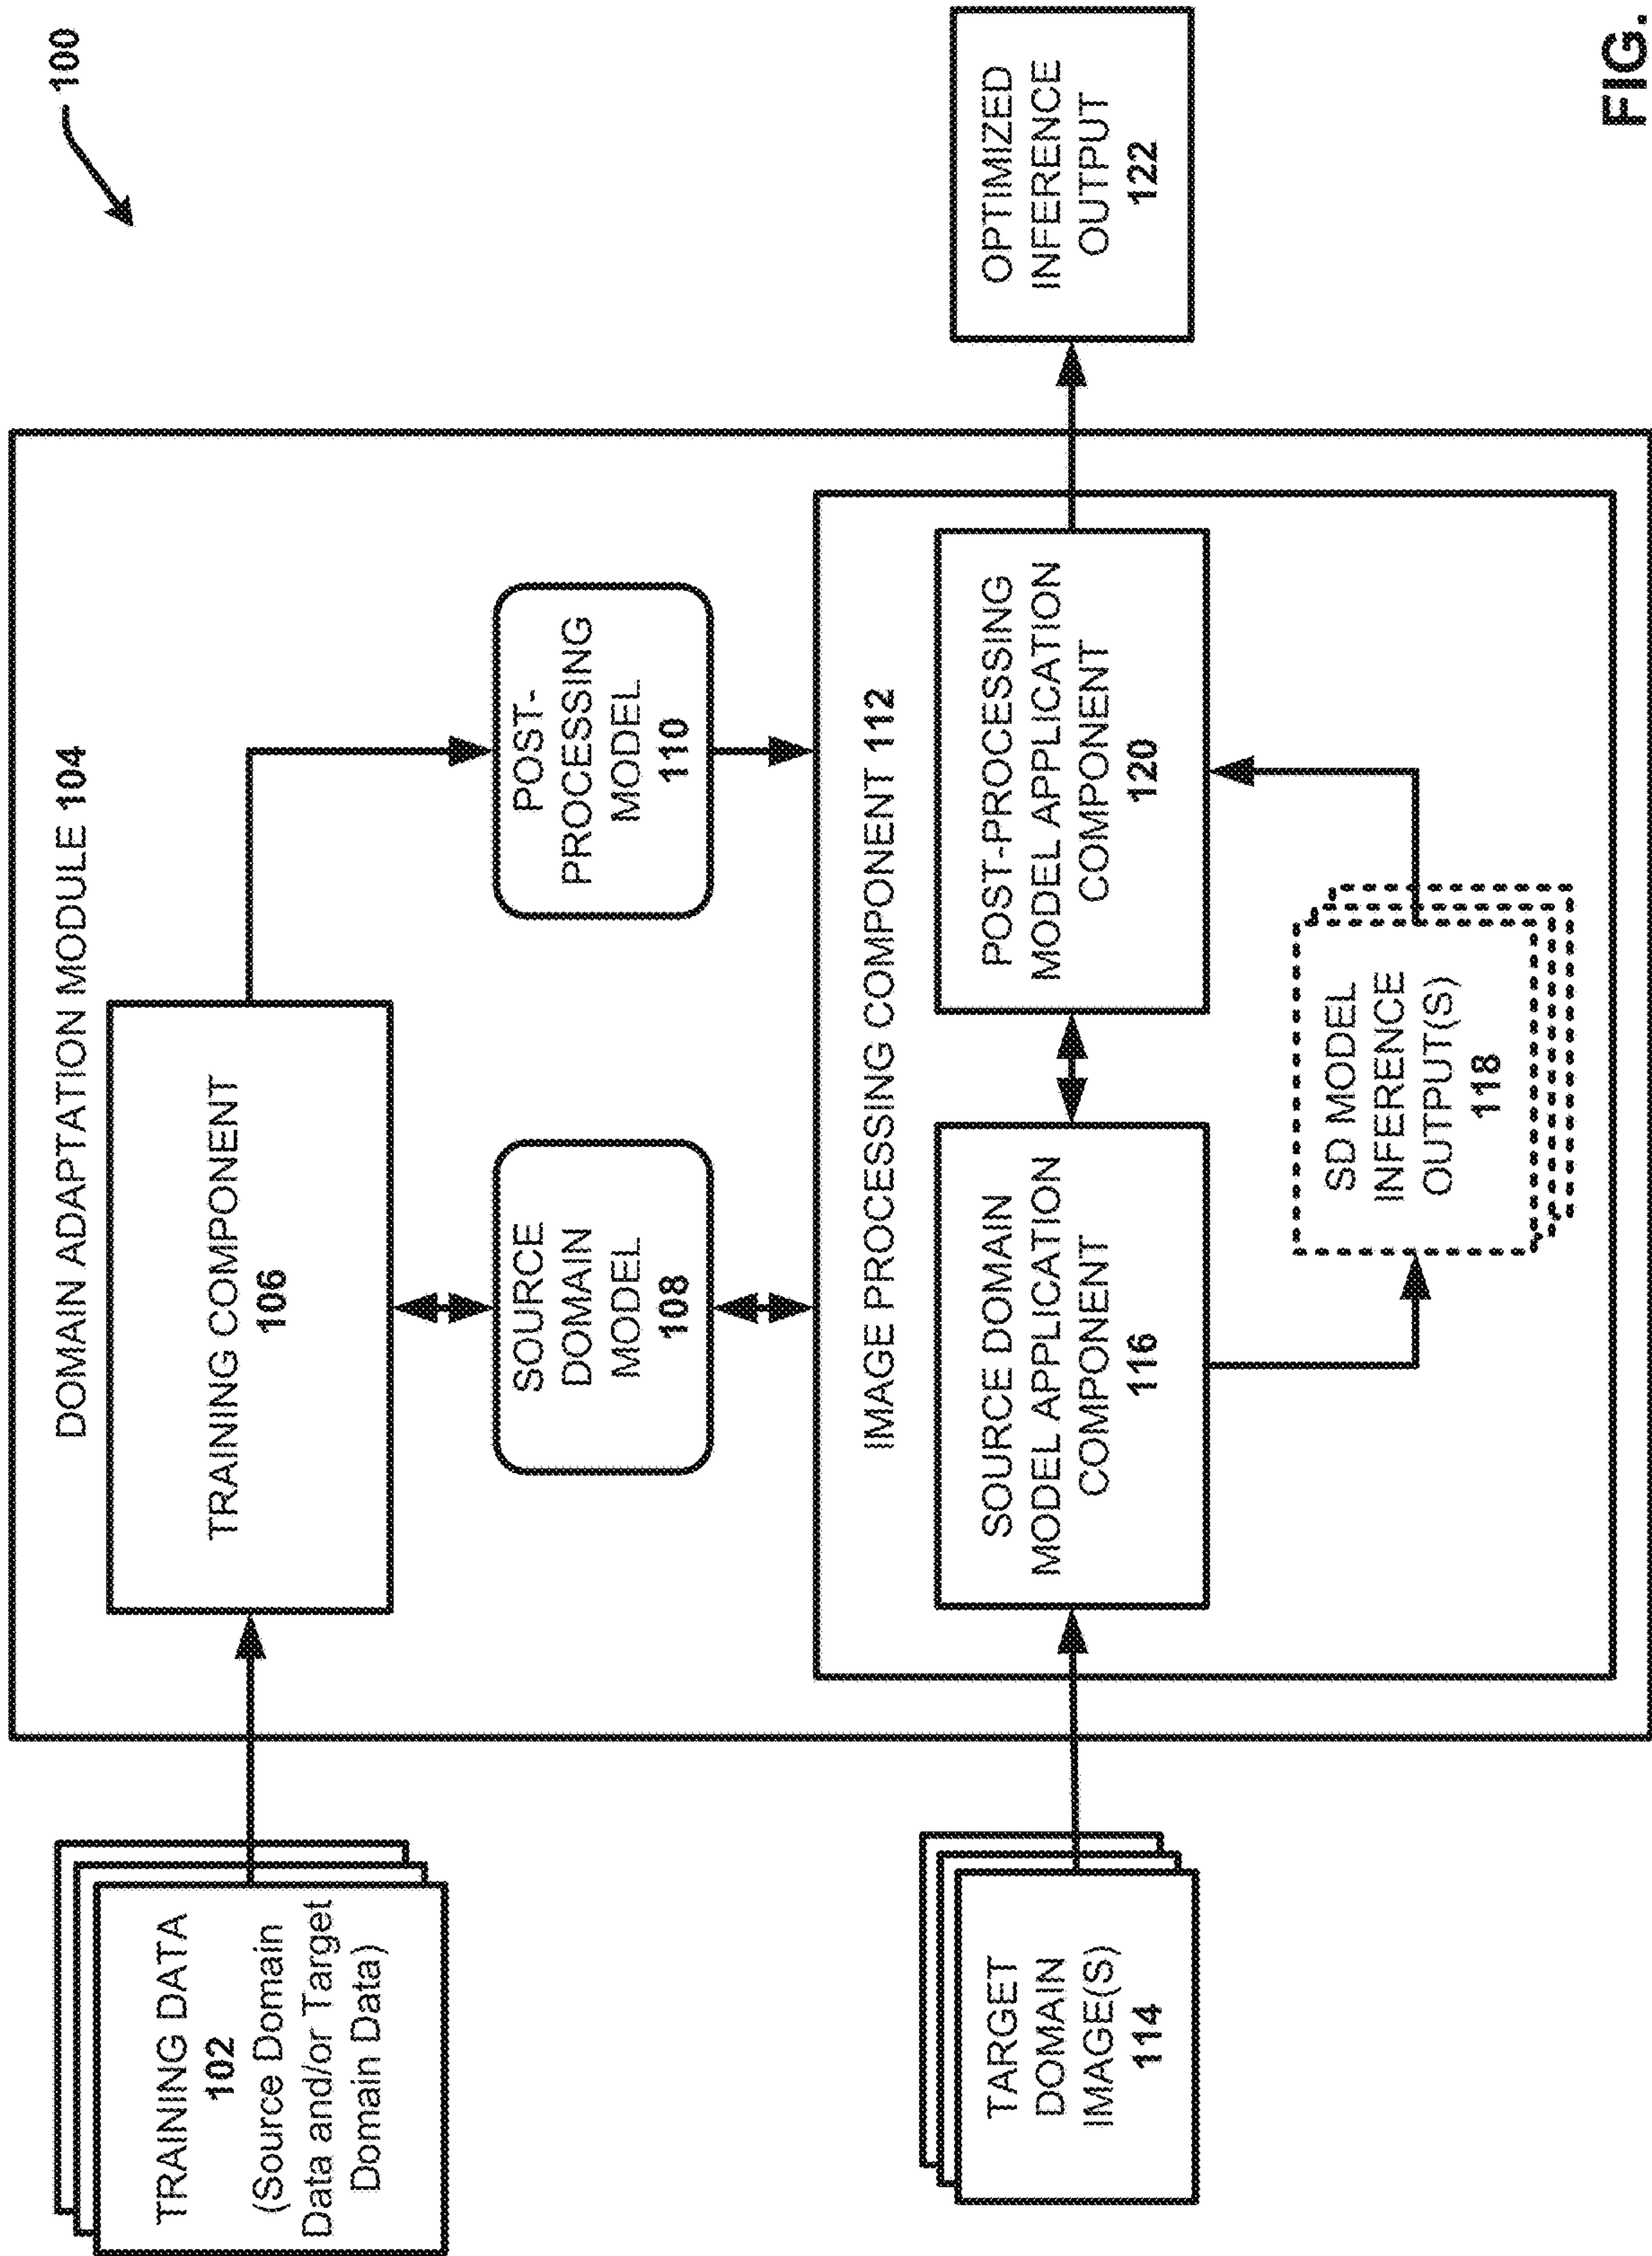 100
TRAINING DATA
102
(Source Domain
Data and/or Target
Domain Data)
DOMAIN ADAPTATION MODULE 104
TRAINING COMPONENT
106
SOURCE
DOMAIN
MODEL
108
POST-
PROCESSING
MODEL
110
IMAGE PROCESSING COMPONENT 112
TARGET
DOMAIN
IMAGE(S)
114
SOURCE DOMAIN
MODEL APPLICATION
COMPONENT
116
POST-PROCESSING
MODEL APPLICATION
COMPONENT
120
SD MODEL
INFERENCE
OUTPUT(S)
118
OPTIMIZED
INFERENCE
OUTPUT
122
FIG.